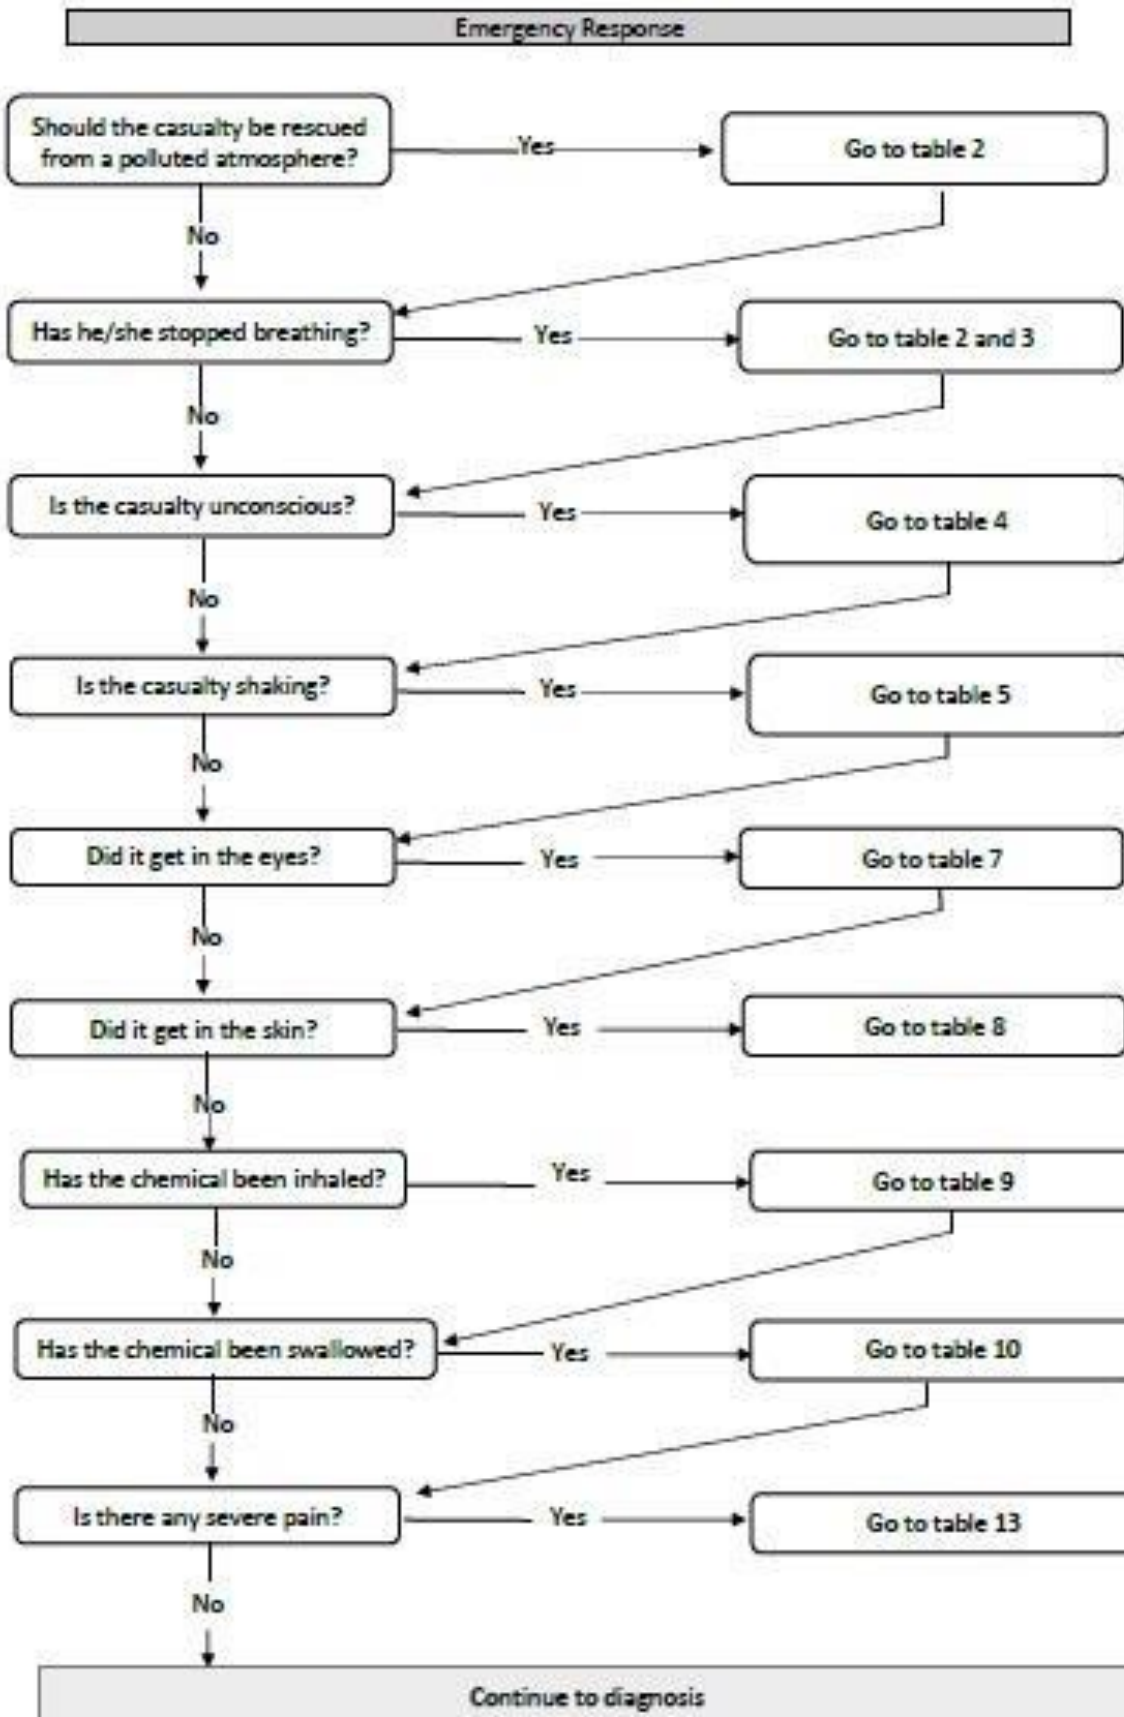 Emergency Response
Should the casualty be rescued
from a polluted atmosphere?
Yes
Go to table 2
No
Has he/she stopped breathing?
Yes
Go to table 2 and 3
No
Is the casualty unconscious?
Yes
Go to table 4
No
Is the casualty shaking?
Yes
Go to table 5
No
Did it get in the eyes?
Yes
Go to table 7
No
Did it get in the skin?
Yes
Go to table 8
No
Has the chemical been inhaled?
Yes
Go to table 9
No
Has the chemical been swallowed?
Yes
Go to table 10
No
Is there any severe pain?
Yes
Go to table 13
No
Continue to diagnosis